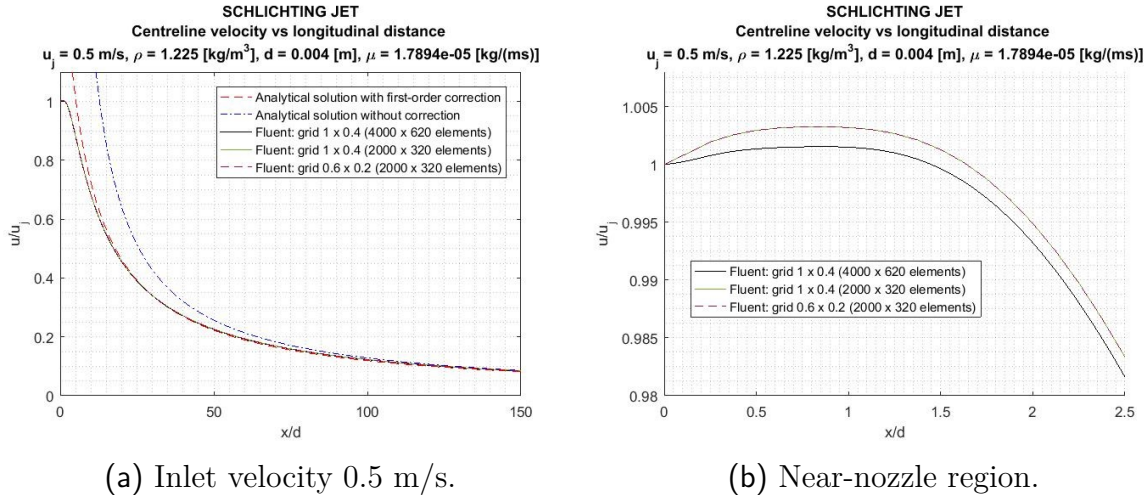 SCHLICHTING JET
Centreline velocity vs longitudinal distance
u_j = 0.5 m/s, ρ = 1.225 [kg/m³], d = 0.004 [m], μ = 1.7894e-05 [kg/(ms)]
1
0.8
0.6
0.4
0.2
0
u/u_j
0
50
100
150
x/d
Analytical solution with first-order correction
Analytical solution without correction
Fluent: grid 1 x 0.4 (4000 x 620 elements)
Fluent: grid 1 x 0.4 (2000 x 320 elements)
Fluent: grid 0.6 x 0.2 (2000 x 320 elements)
(a) Inlet velocity 0.5 m/s.
SCHLICHTING JET
Centreline velocity vs longitudinal distance
u_j = 0.5 m/s, ρ = 1.225 [kg/m³], d = 0.004 [m], μ = 1.7894e-05 [kg/(ms)]
1.005
1
0.995
0.99
0.985
0.98
u/u_j
0
0.5
1
1.5
2
2.5
x/d
Fluent: grid 1 x 0.4 (4000 x 620 elements)
Fluent: grid 1 x 0.4 (2000 x 320 elements)
Fluent: grid 0.6 x 0.2 (2000 x 320 elements)
(b) Near-nozzle region.